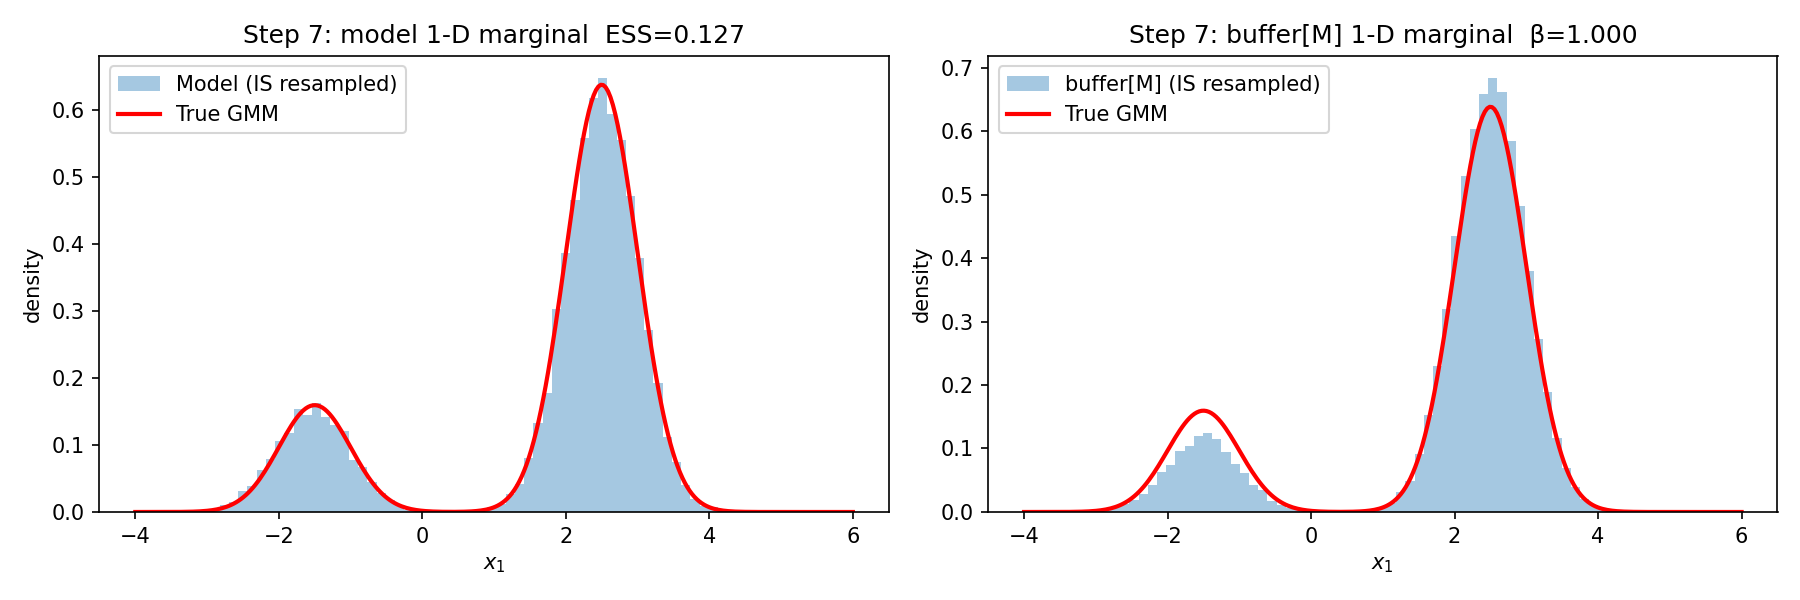 Step 7: model 1-D marginal  ESS=0.127
Model (IS resampled)
True GMM
density
0.6
0.5
0.4
0.3
0.2
0.1
0.0
−4
−2
0
2
4
6
x₁
Step 7: buffer[M] 1-D marginal  β=1.000
buffer[M] (IS resampled)
True GMM
density
0.7
0.6
0.5
0.4
0.3
0.2
0.1
0.0
−4
−2
0
2
4
6
x₁